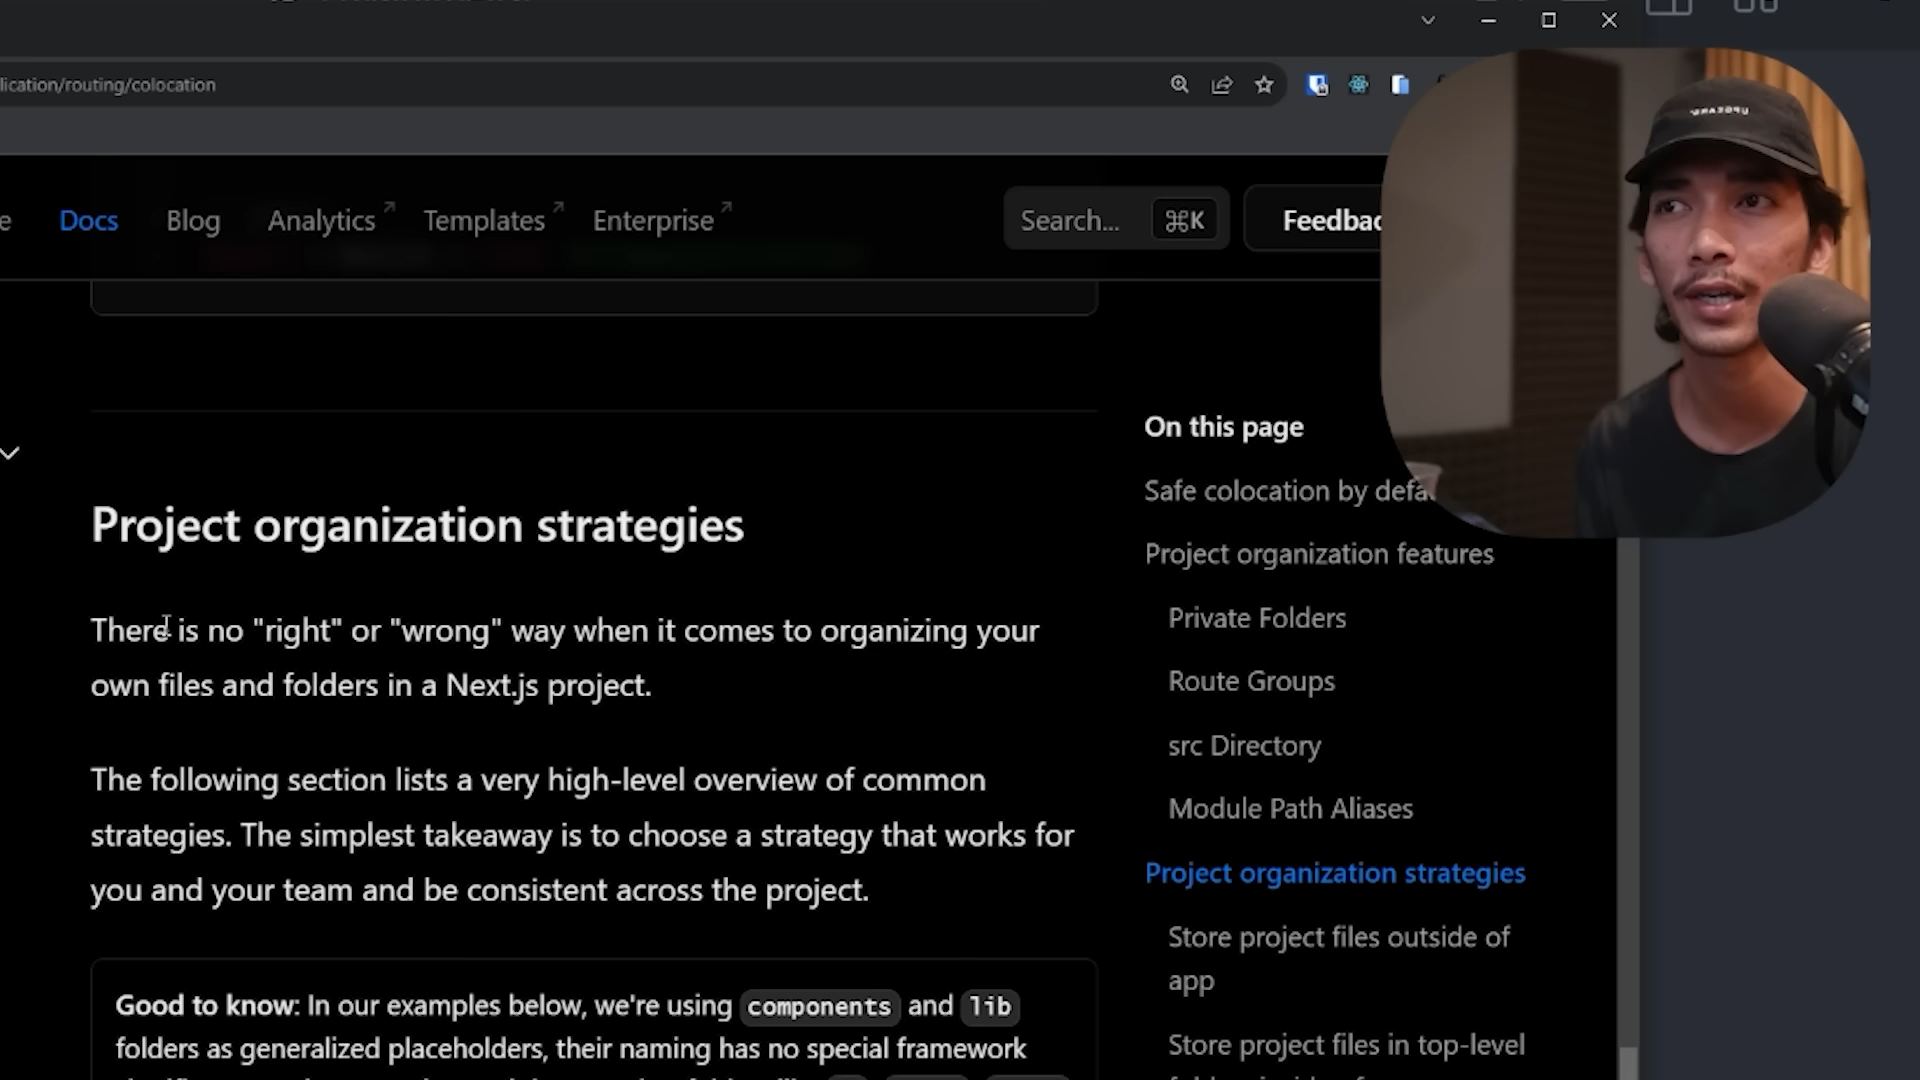 lication/routing/colocation
e Docs Blog Analytics Templates Enterprise Search... ⌘K
On this page
Safe colocation by
Project organization features
Private Folders
Route Groups
src Directory
Module Path Aliases
Project organization strategies
Store project files outside of
app
Store project files in top-level
Project organization strategies
There is no "right" or "wrong" way when it comes to organizing your
own files and folders in a Next.js project.
The following section lists a very high-level overview of common
strategies. The simplest takeaway is to choose a strategy that works for
you and your team and be consistent across the project.
Good to know: In our examples below, we're using components and lib
folders as generalized placeholders, their naming has no special framework